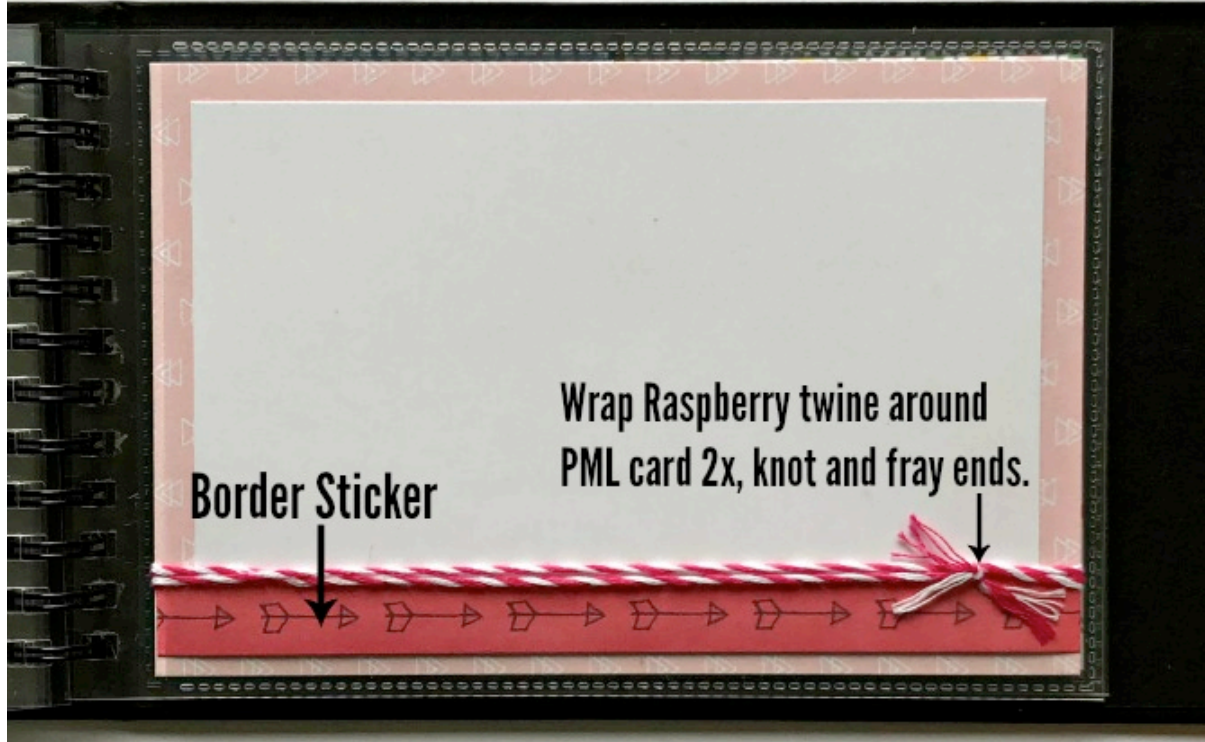 Wrap Raspberry twine around
PML card 2x, knot and fray ends.
Border Sticker